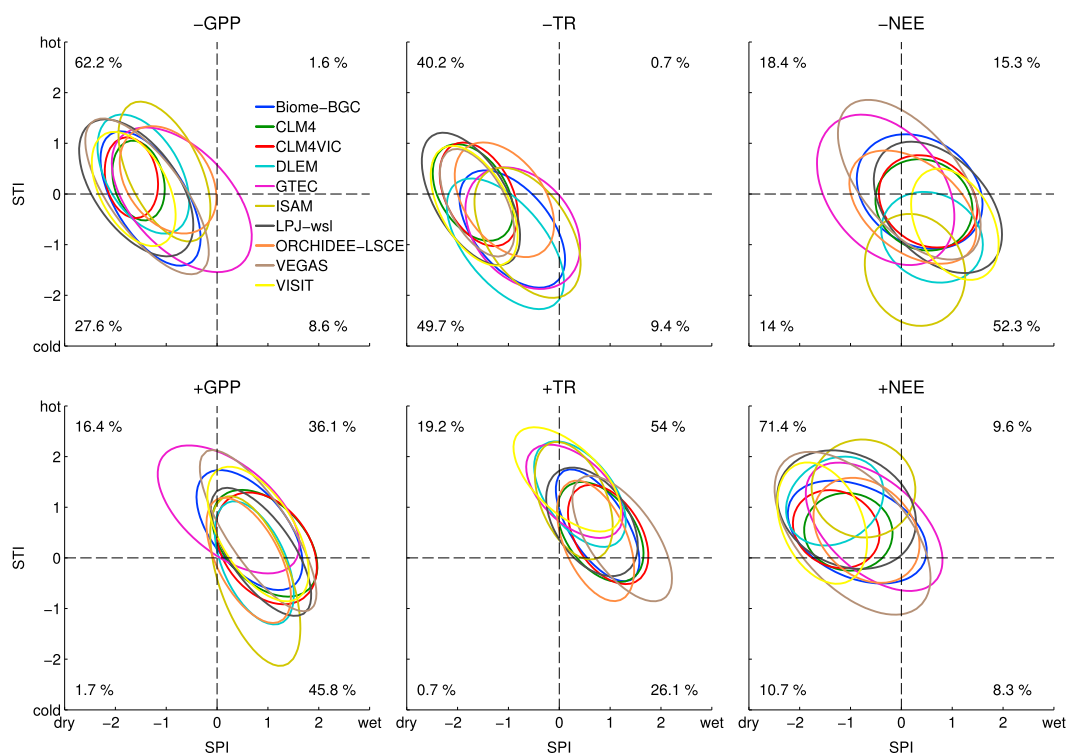 −GPP −TR −NEE
hot
62.2 % 1.6 % 40.2 % 0.7 % 18.4 % 15.3 %
2
Biome−BGC
1
CLM4
CLM4VIC
DLEM
STI 0
GTEC
ISAM
LPJ−wsl
−1
ORCHIDEE−LSCE
VEGAS
VISIT
−2
27.6 % 8.6 % 49.7 % 9.4 % 14 % 52.3 %
cold
+GPP +TR +NEE
hot
16.4 % 36.1 % 19.2 % 54 % 71.4 % 9.6 %
2
1
STI 0
−1
−2
1.7 % 45.8 % 0.7 % 26.1 % 10.7 % 8.3 %
cold
dry −2 −1 0 1 2 wet dry −2 −1 0 1 2 wet dry −2 −1 0 1 2 wet
SPI SPI SPI